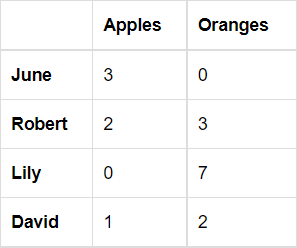 Apples Oranges
June 3 0
Robert 2 3
Lily 0 7
David 1 2